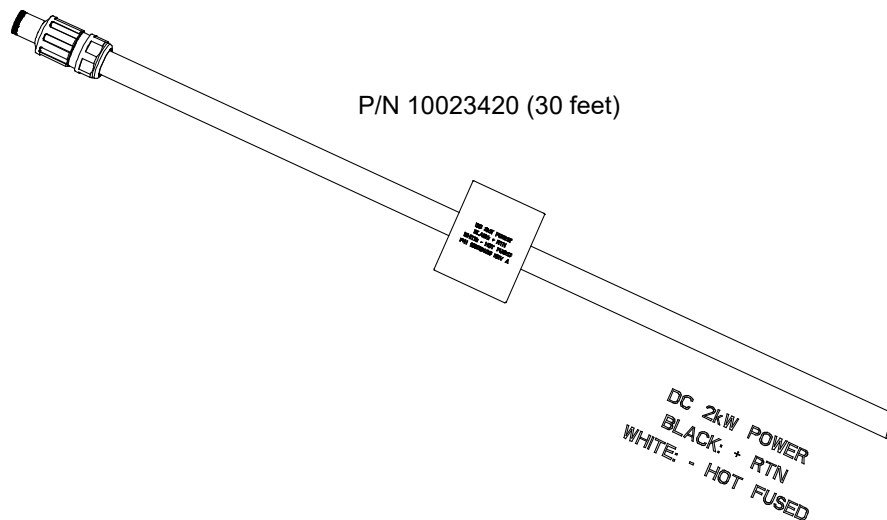 P/N 10023420 (30 feet)
DC 2kW POWER
BLACK: + RTN
WHITE: - HOT FUSED